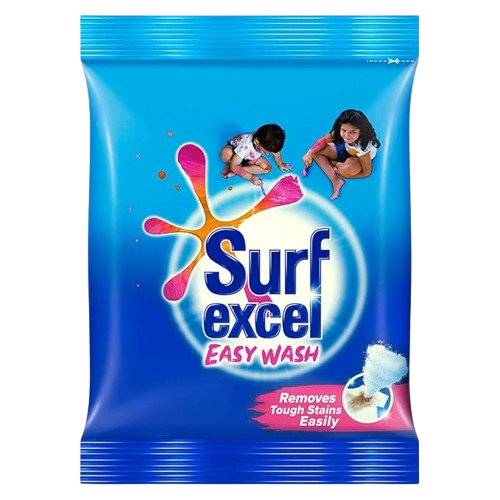 Surf
excel
EASY WASH
Removes
Tough Stains
Easily